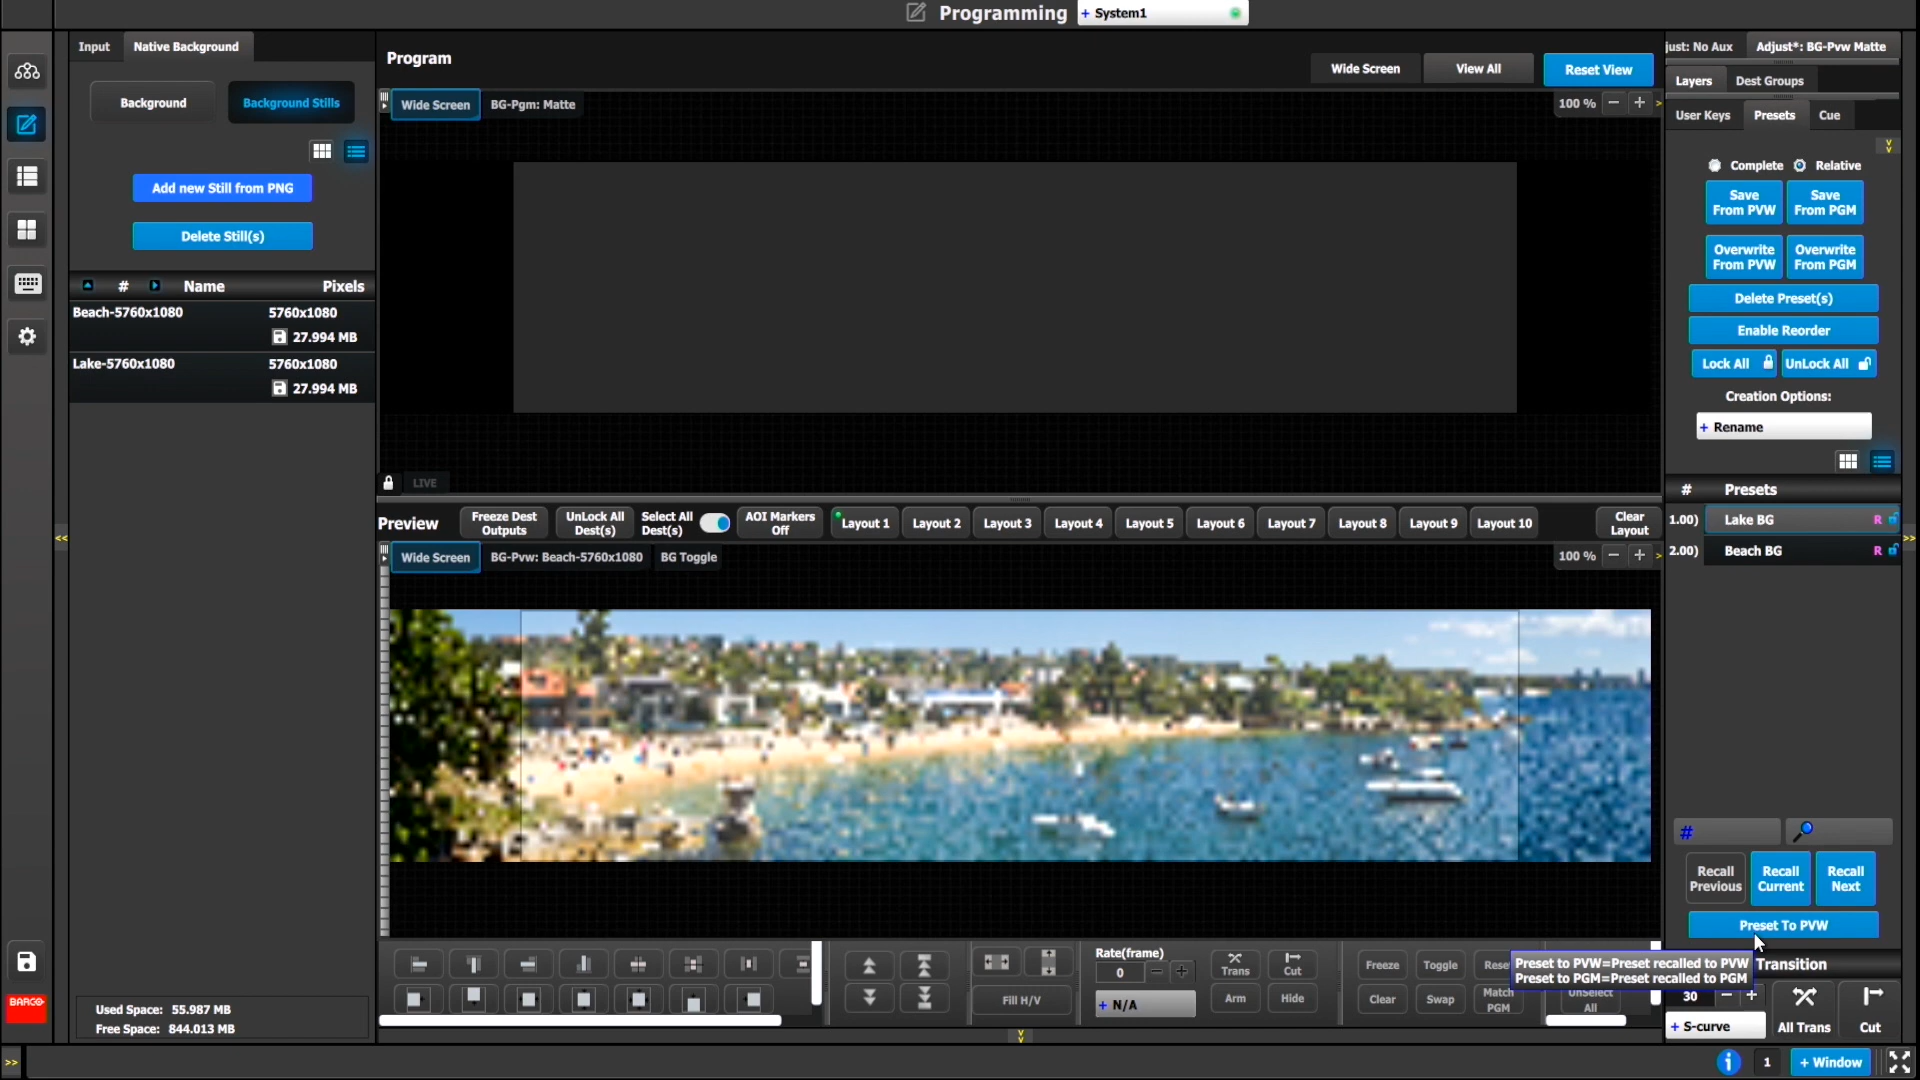 Programming
+ System1
Input
Native Background
Background
Background Stills
Add new Still from PNG
Delete Still(s)
# Name Pixels
Beach-5760x1080 5760x1080
27.994 MB
Lake-5760x1080 5760x1080
27.994 MB
<<
BARCO
Used Space: 55.987 MB
Free Space: 844.013 MB
>>
Program
Wide Screen
View All
Reset View
Wide Screen
BG-Pgm: Matte
100 %
LIVE
Preview
Freeze Dest
Outputs
UnLock All
Dest(s)
Select All
Dest(s)
AOI Markers
Off
Layout 1
Layout 2
Layout 3
Layout 4
Layout 5
Layout 6
Layout 7
Layout 8
Layout 9
Layout 10
Clear
Layout
Wide Screen
BG-Pvw: Beach-5760x1080
BG Toggle
100 %
Fill H/V
Rate(frame)
0
+ N/A
Trans
Cut
Arm
Hide
Freeze
Toggle
Rese
Clear
Swap
Match
PGM
UnSelect
All
just: No Aux
Adjust*: BG-Pvw Matte
Layers
Dest Groups
User Keys
Presets
Cue
Complete
Relative
Save
From PVW
Save
From PGM
Overwrite
From PVW
Overwrite
From PGM
Delete Preset(s)
Enable Reorder
Lock All
UnLock All
Creation Options:
+ Rename
# Presets
1.00) Lake BG R
2.00) Beach BG R
>>
#
Recall
Previous
Recall
Current
Recall
Next
Preset To PVW
Preset to PVW=Preset recalled to PVW
Preset to PGM=Preset recalled to PGM
Transition
30
+ S-curve
All Trans
Cut
1
+ Window